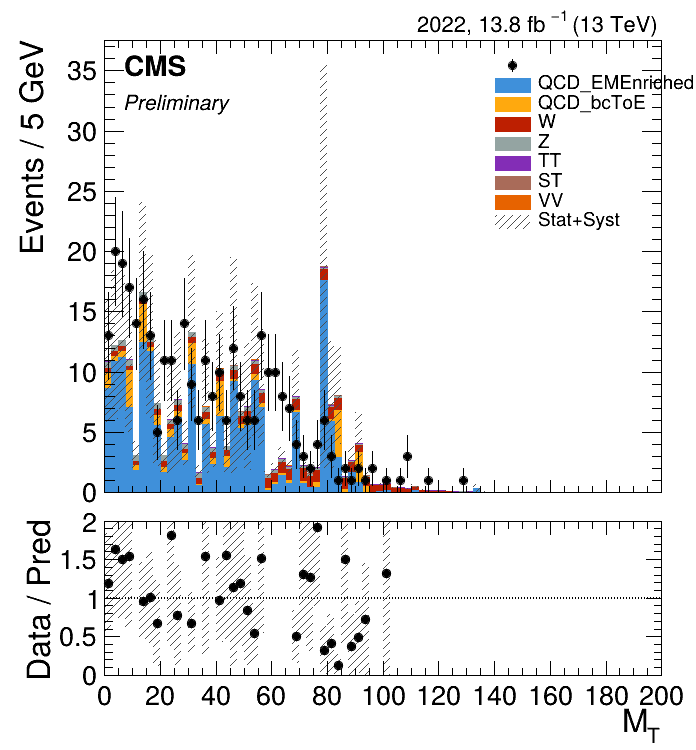 2022, 13.8 fb⁻¹ (13 TeV)
CMS
Preliminary
QCD_EMEnriched
QCD_bcToE
W
Z
TT
ST
VV
Stat+Syst
Events / 5 GeV
35
30
25
20
15
10
5
0
Data / Pred
2
1.5
1
0.5
0
0 20 40 60 80 100 120 140 160 180 200
M_T